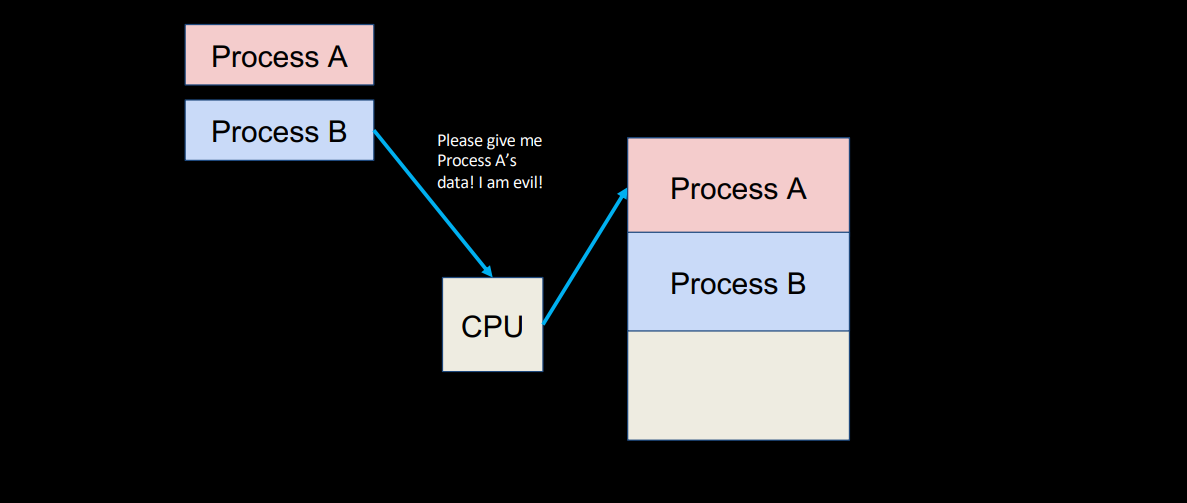 Process A
Process B
Please give me
Process A’s
data! I am evil!
CPU
Process A
Process B